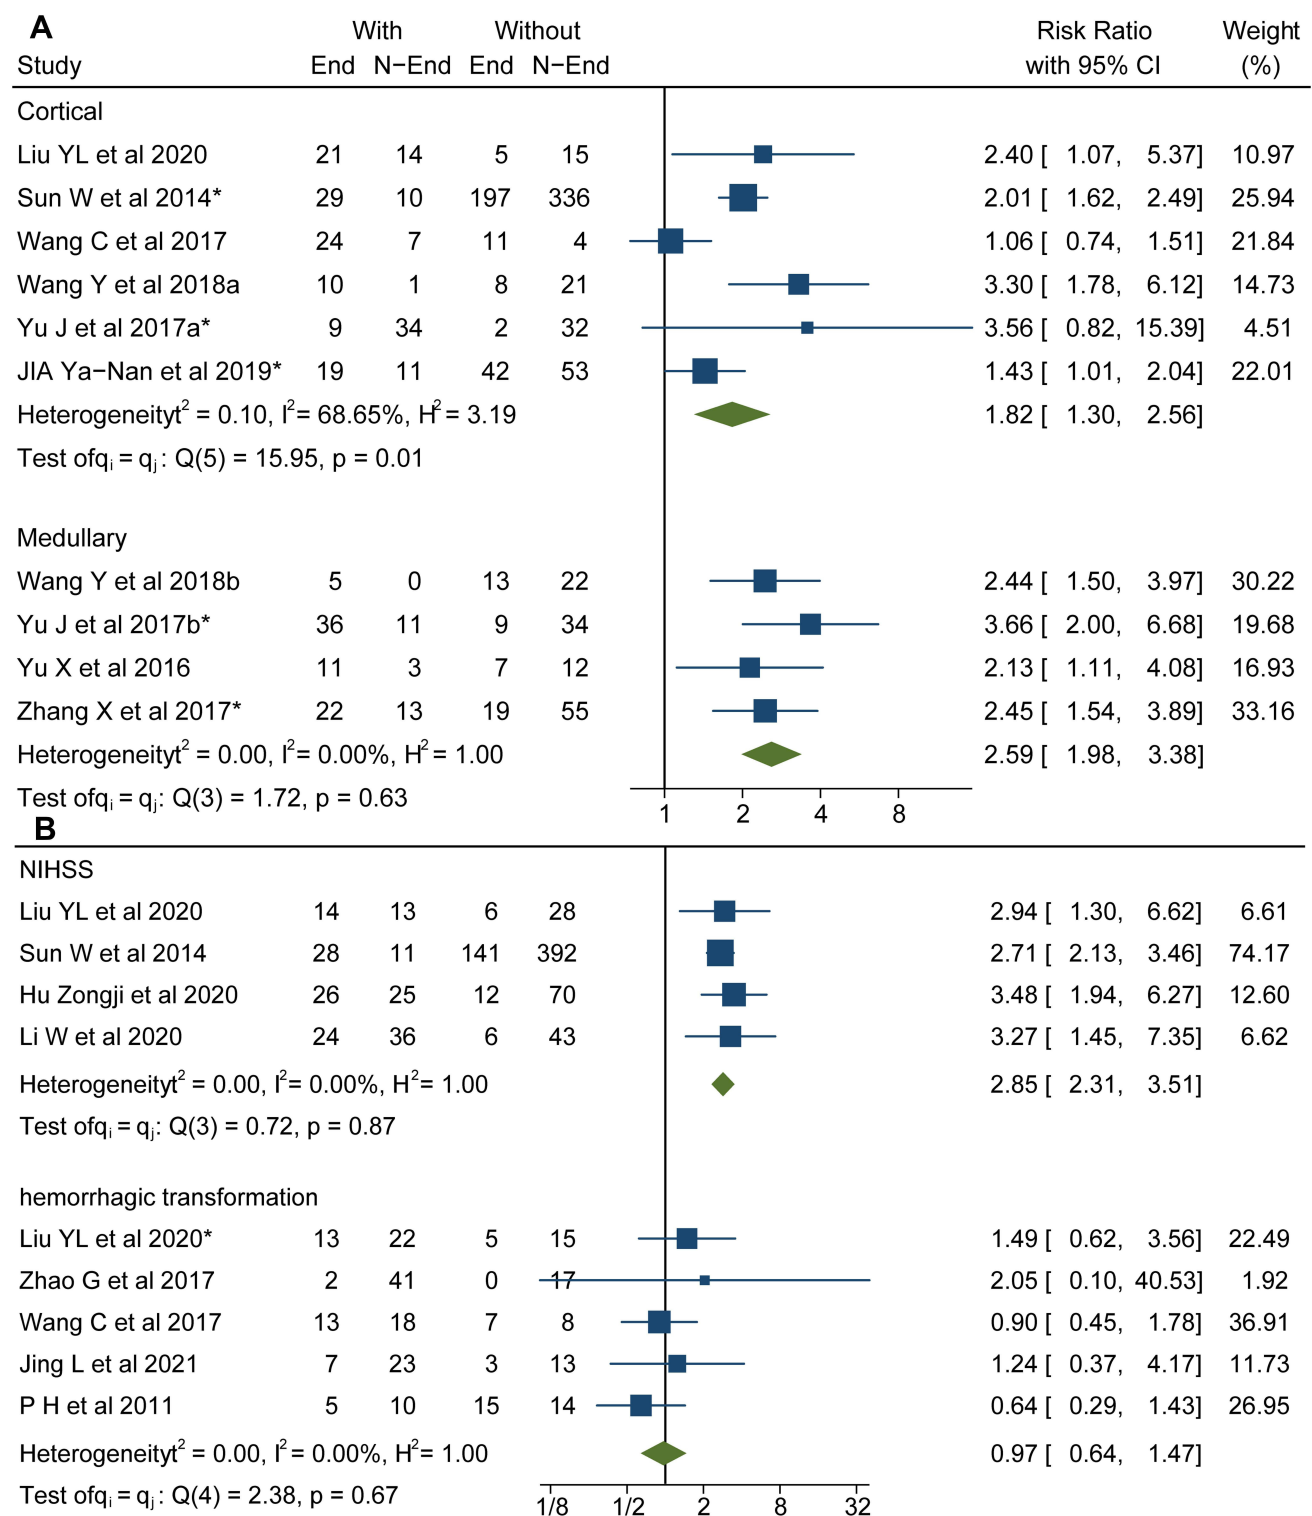 A With Without Risk Ratio Weight
Study End N−End End N−End with 95% CI (%)
Cortical
Liu YL et al 2020 21 14 5 15 2.40 [ 1.07, 5.37] 10.97
Sun W et al 2014* 29 10 197 336 2.01 [ 1.62, 2.49] 25.94
Wang C et al 2017 24 7 11 4 1.06 [ 0.74, 1.51] 21.84
Wang Y et al 2018a 10 1 8 21 3.30 [ 1.78, 6.12] 14.73
Yu J et al 2017a* 9 34 2 32 3.56 [ 0.82, 15.39] 4.51
JIA Ya−Nan et al 2019* 19 11 42 53 1.43 [ 1.01, 2.04] 22.01
Heterogeneityt² = 0.10, I² = 68.65%, H² = 3.19 1.82 [ 1.30, 2.56]
Test ofqᵢ = qⱼ : Q(5) = 15.95, p = 0.01
Medullary
Wang Y et al 2018b 5 0 13 22 2.44 [ 1.50, 3.97] 30.22
Yu J et al 2017b* 36 11 9 34 3.66 [ 2.00, 6.68] 19.68
Yu X et al 2016 11 3 7 12 2.13 [ 1.11, 4.08] 16.93
Zhang X et al 2017* 22 13 19 55 2.45 [ 1.54, 3.89] 33.16
Heterogeneityt² = 0.00, I² = 0.00%, H² = 1.00 2.59 [ 1.98, 3.38]
Test ofqᵢ = qⱼ: Q(3) = 1.72, p = 0.63
1 2 4 8
B
NIHSS
Liu YL et al 2020 14 13 6 28 2.94 [ 1.30, 6.62] 6.61
Sun W et al 2014 28 11 141 392 2.71 [ 2.13, 3.46] 74.17
Hu Zongji et al 2020 26 25 12 70 3.48 [ 1.94, 6.27] 12.60
Li W et al 2020 24 36 6 43 3.27 [ 1.45, 7.35] 6.62
Heterogeneityt² = 0.00, I² = 0.00%, H² = 1.00 2.85 [ 2.31, 3.51]
Test ofqᵢ = qⱼ: Q(3) = 0.72, p = 0.87
hemorrhagic transformation
Liu YL et al 2020* 13 22 5 15 1.49 [ 0.62, 3.56] 22.49
Zhao G et al 2017 2 41 0 17 2.05 [ 0.10, 40.53] 1.92
Wang C et al 2017 13 18 7 8 0.90 [ 0.45, 1.78] 36.91
Jing L et al 2021 7 23 3 13 1.24 [ 0.37, 4.17] 11.73
P H et al 2011 5 10 15 14 0.64 [ 0.29, 1.43] 26.95
Heterogeneityt² = 0.00, I² = 0.00%, H² = 1.00 0.97 [ 0.64, 1.47]
Test ofqᵢ = qⱼ: Q(4) = 2.38, p = 0.67
1/8 1/2 2 8 32